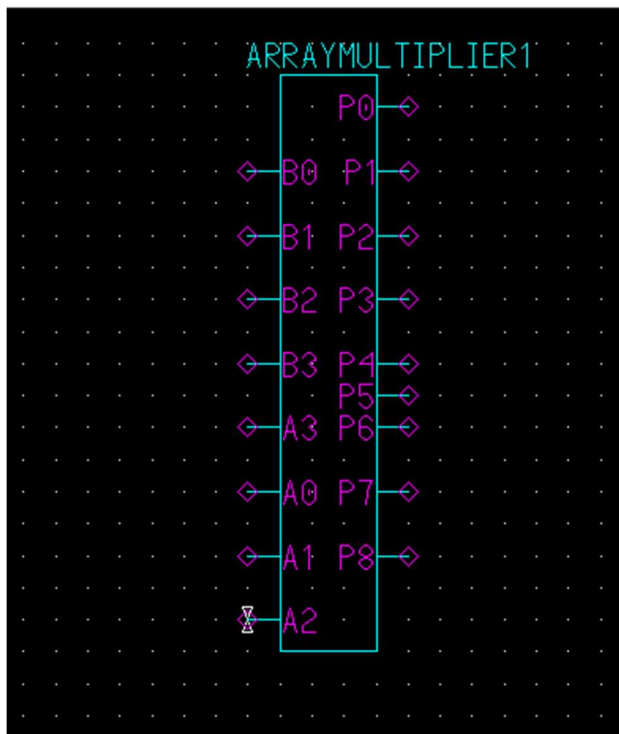 ARRAYMULTIPLIER1
P0
B0 P1
B1 P2
B2 P3
B3 P4
P5
A3 P6
A0 P7
A1 P8
A2